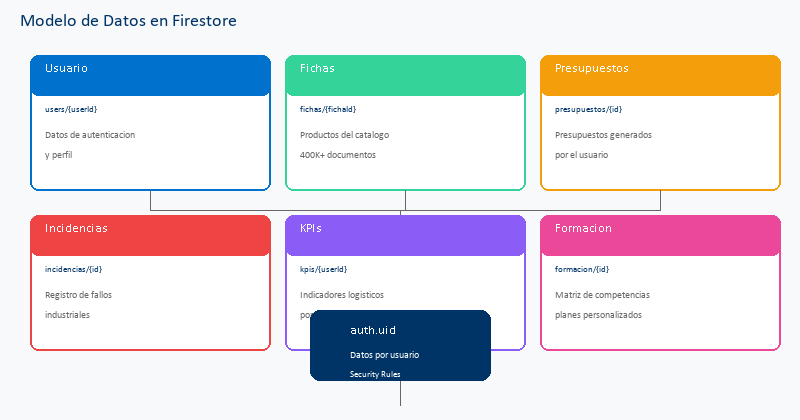 Modelo de Datos en Firestore
Usuario
users/{userId}
Datos de autenticacion
y perfil
Fichas
fichas/{fichaId}
Productos del catalogo
400K+ documentos
Presupuestos
presupuestos/{id}
Presupuestos generados
por el usuario
Incidencias
incidencias/{id}
Registro de fallos
industriales
KPIs
kpis/{userId}
Indicadores logisticos
Formacion
formacion/{id}
Matriz de competencias
planes personalizados
auth.uid
Datos por usuario
Security Rules